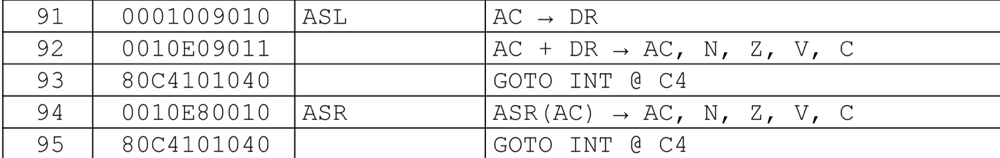 91 0001009010 ASL AC → DR
92 0010E09011 AC + DR → AC, N, Z, V, C
93 80C4101040 GOTO INT @ C4
94 0010E80010 ASR ASR(AC) → AC, N, Z, V, C
95 80C4101040 GOTO INT @ C4